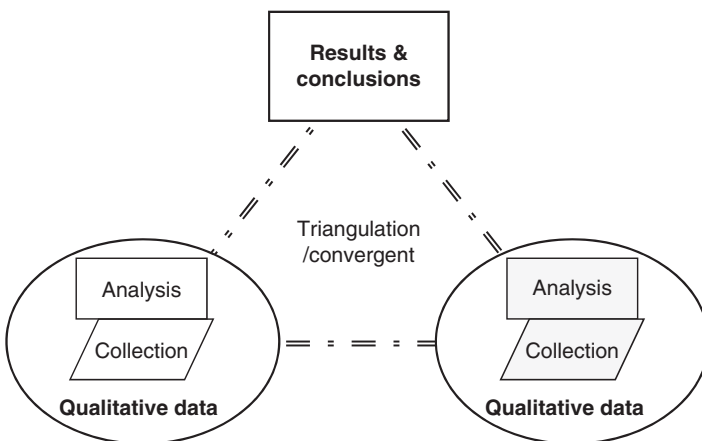 Results &
conclusions
Triangulation
/convergent
Analysis
Collection
Qualitative data
Analysis
Collection
Qualitative data